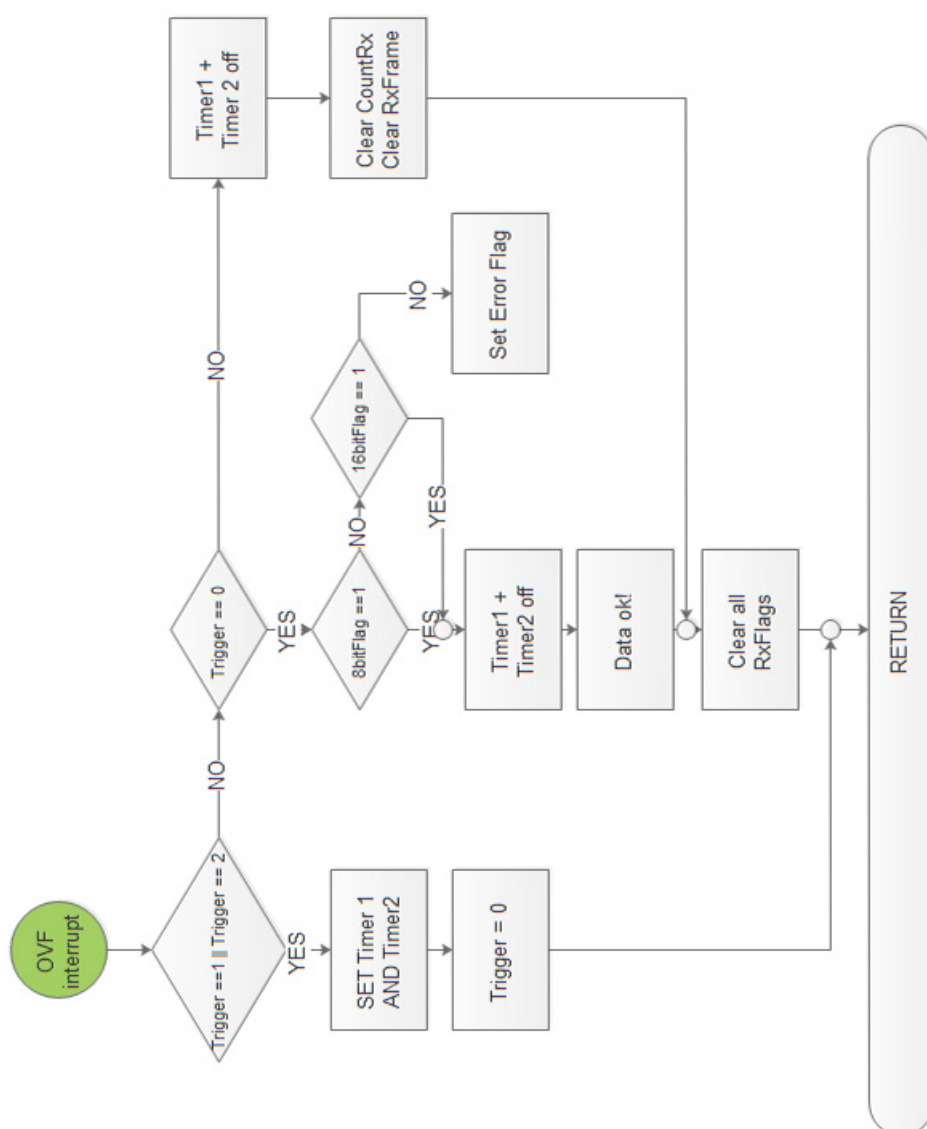 OVF
interrupt
Trigger ==1 || Trigger == 2
NO
YES
SET Timer 1
AND Timer2
Trigger = 0
Trigger == 0
NO
YES
8bitFlag ==1
NO
YES
16bitFlag == 1
NO
YES
Set Error Flag
Timer1 +
Timer2 off
Data ok!
Clear all
RxFlags
Timer1 +
Timer 2 off
Clear CountRx
Clear RxFrame
RETURN